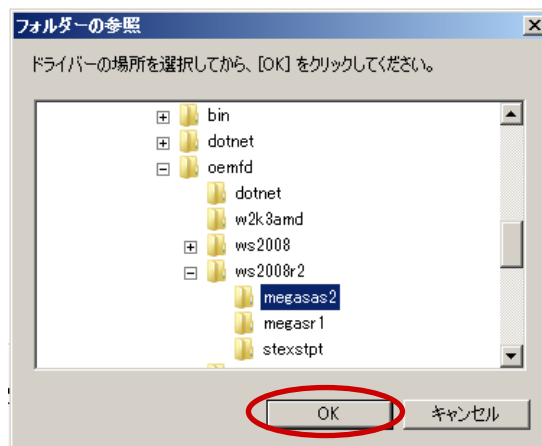 フォルダーの参照
ドライバーの場所を選択してから、[OK] をクリックしてください。
bin
dotnet
oemfd
dotnet
w2k3amd
ws2008
ws2008r2
megasas2
megasr1
stexstpt
OK
キャンセル